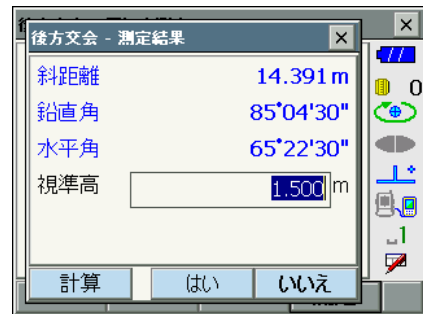 後方交会 - 測定結果
斜距離 14.391 m
鉛直角 85°04'30"
水平角 65°22'30"
視準高 1.500 m
計算 はい いいえ
0
1